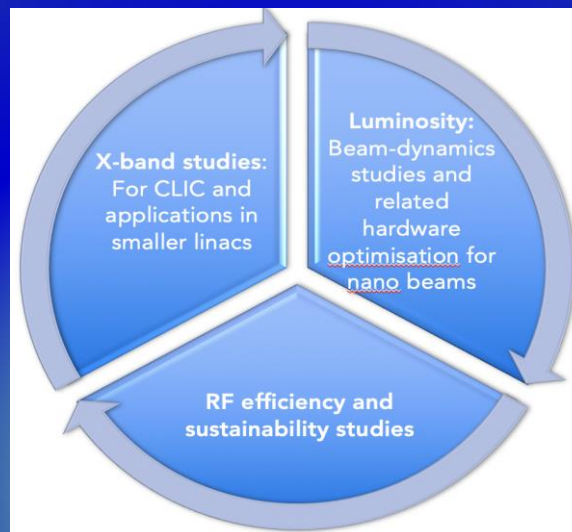 X-band studies:
For CLIC and
applications in
smaller linacs
Luminosity:
Beam-dynamics
studies and
related
hardware
optimisation for
nano beams
RF efficiency and
sustainability studies